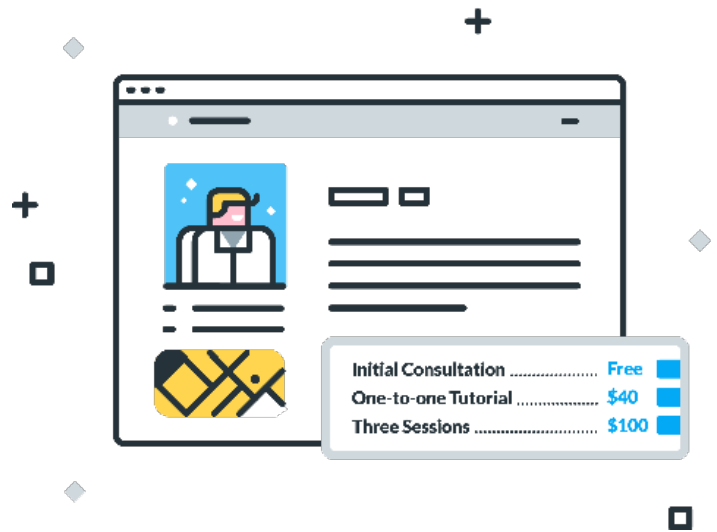 Initial Consultation ........................ Free
One-to-one Tutorial ...................... $40
Three Sessions ................................ $100